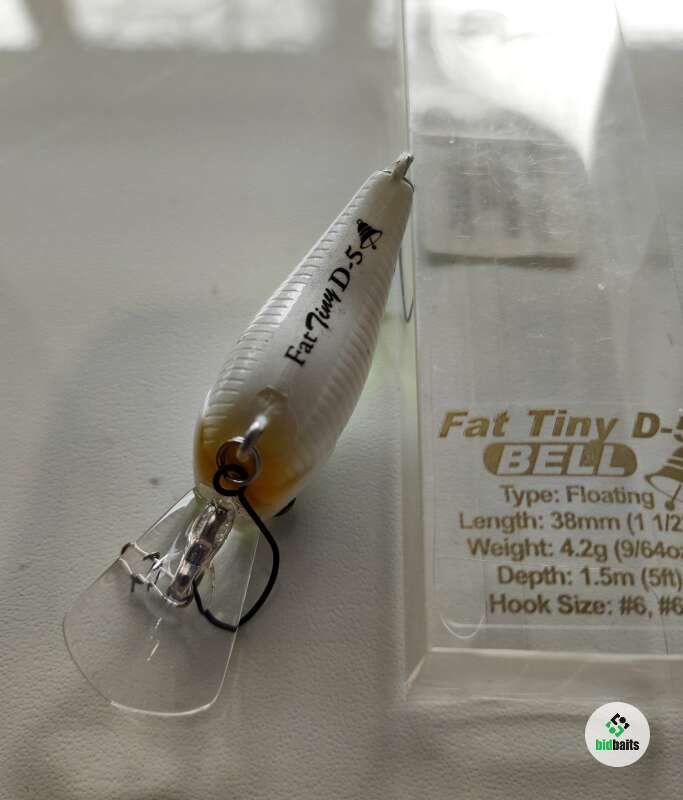 Fat Tiny D-5
Fat Tiny D-5
BELL
Type: Floating
Length: 38mm (1 1/2
Weight: 4.2g (9/64oz
Depth: 1.5m (5ft)
Hook Size: #6, #6
bidbaits